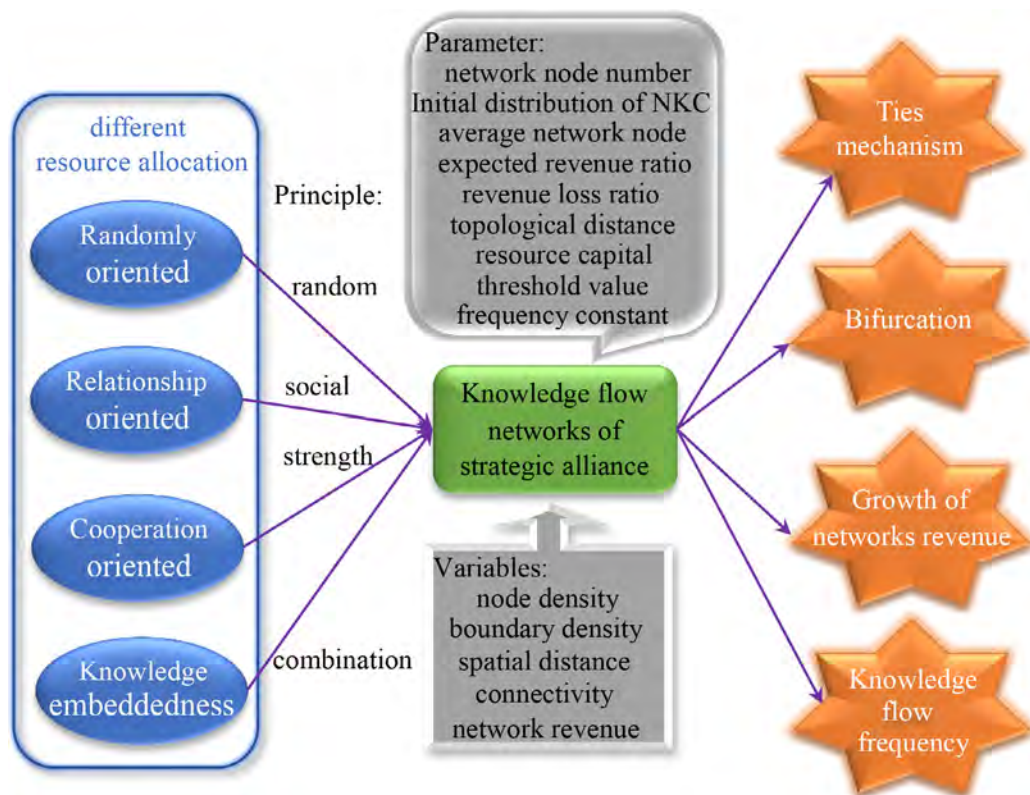 different
resource allocation
Randomly
oriented
Relationship
oriented
Cooperation
oriented
Knowledge
embeddedness
Principle:
random
social
strength
combination
Parameter:
network node number
Initial distribution of NKC
average network node
expected revenue ratio
revenue loss ratio
topological distance
resource capital
threshold value
frequency constant
Knowledge flow
networks of
strategic alliance
Variables:
node density
boundary density
spatial distance
connectivity
network revenue
Ties
mechanism
Bifurcation
Growth of
networks revenue
Knowledge
flow
frequency